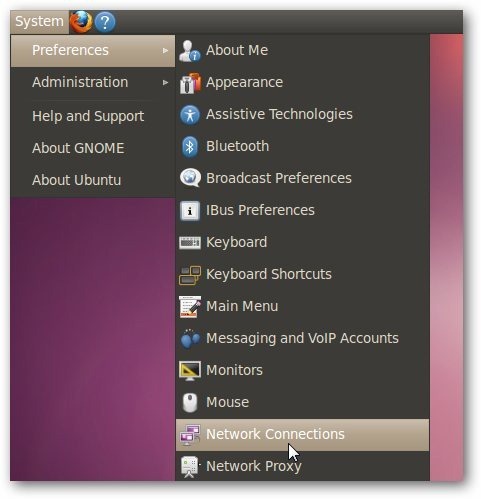 System
Preferences
Administration
Help and Support
About GNOME
About Ubuntu
About Me
Appearance
Assistive Technologies
Bluetooth
Broadcast Preferences
IBus Preferences
Keyboard
Keyboard Shortcuts
Main Menu
Messaging and VoIP Accounts
Monitors
Mouse
Network Connections
Network Proxy